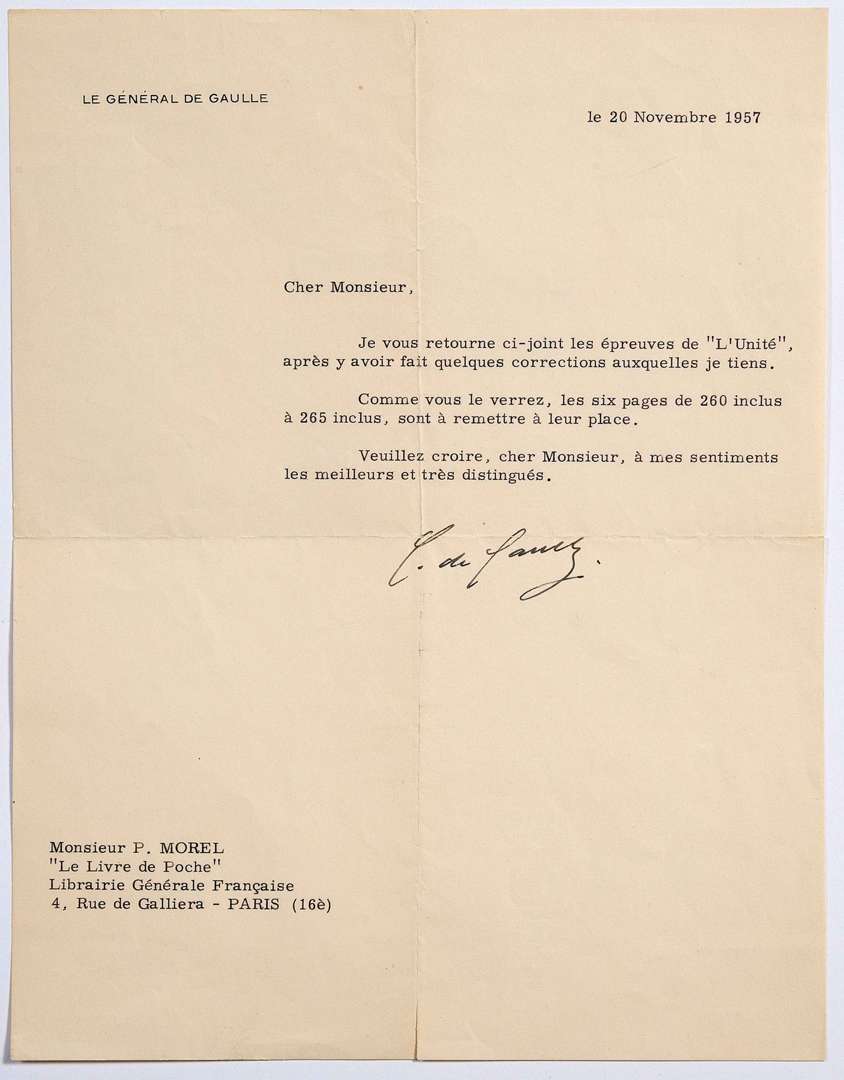 LE GÉNÉRAL DE GAULLE
le 20 Novembre 1957
Cher Monsieur,
Je vous retourne ci-joint les épreuves de "L'Unité",
après y avoir fait quelques corrections auxquelles je tiens.
Comme vous le verrez, les six pages de 260 inclus
à 265 inclus, sont à remettre à leur place.
Veuillez croire, cher Monsieur, à mes sentiments
les meilleurs et très distingués.
C. de Gaulle.
Monsieur P. MOREL
"Le Livre de Poche"
Librairie Générale Française
4, Rue de Galliera - PARIS (16è)